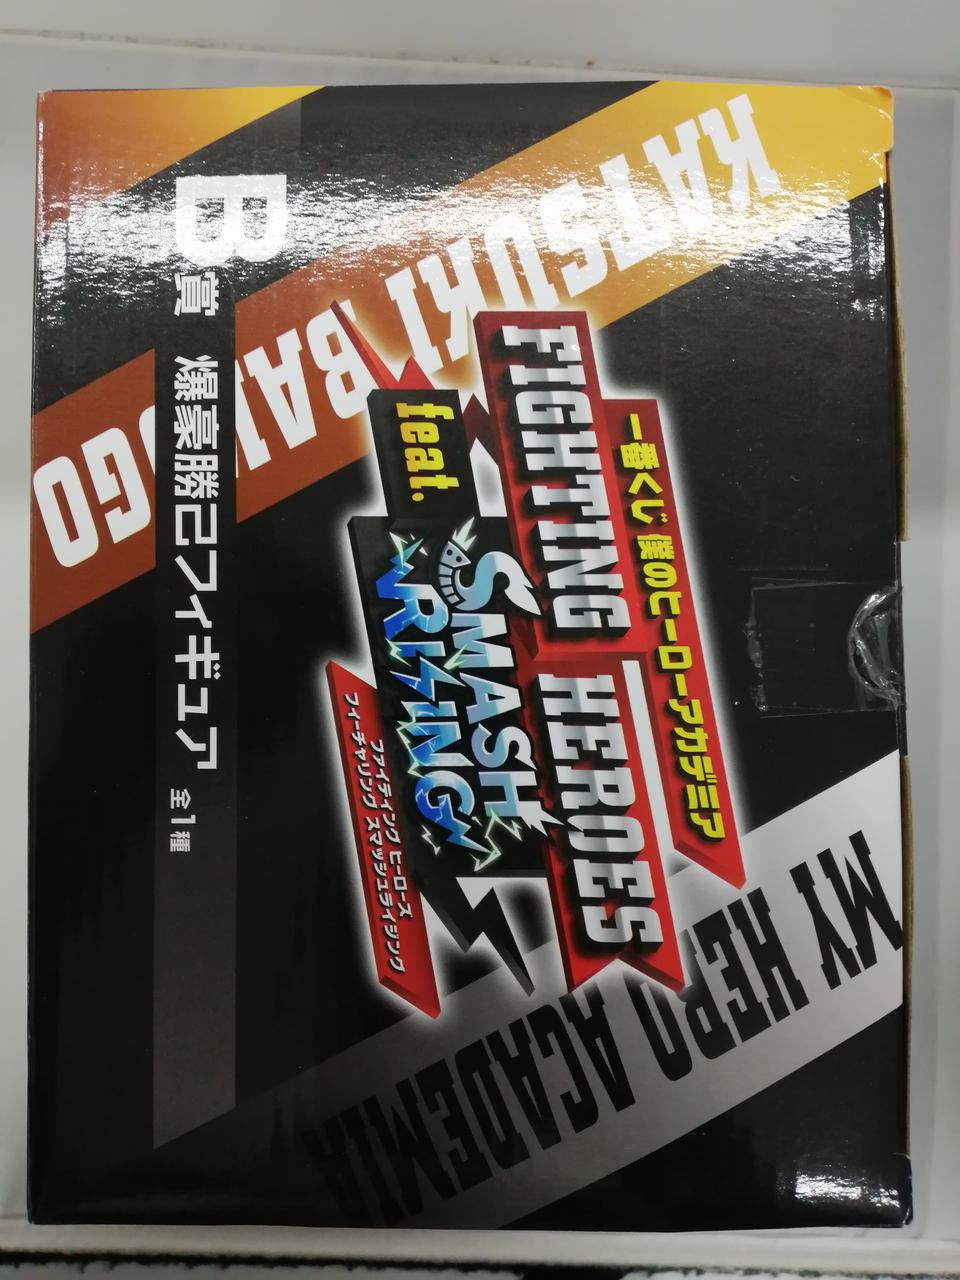 KATSUKI BAKUGO
一番くじ 僕のヒーローアカデミア
FIGHTING HEROES
feat.
SMASH
RISING
ファイティング ヒーローズ
フィーチャリング スマッシュライジング
B賞 爆豪勝己フィギュア 全1種
MY HERO ACADEMIA